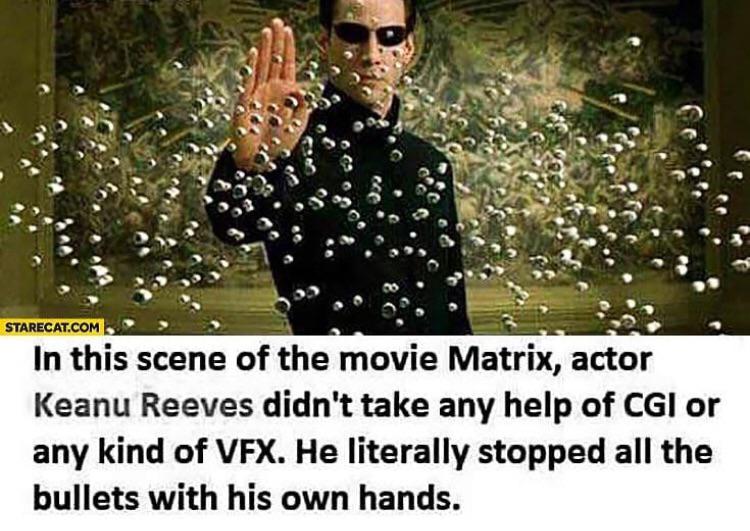 STARECAT.COM
In this scene of the movie Matrix, actor
Keanu Reeves didn't take any help of CGI or
any kind of VFX. He literally stopped all the
bullets with his own hands.